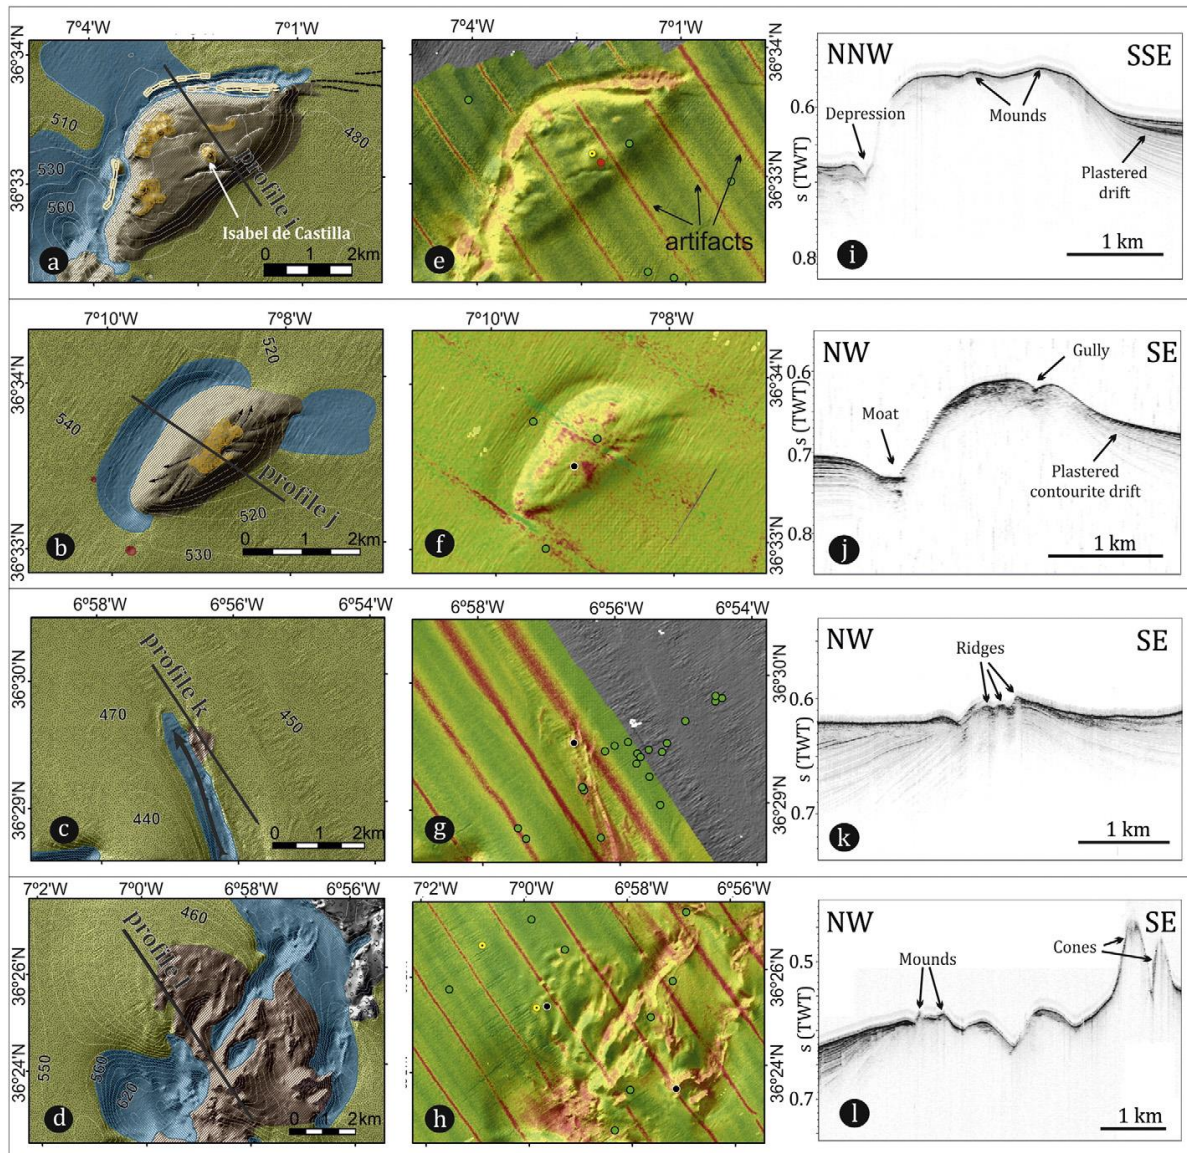 7°4'W 7°1'W
36°34'N
36°33'N
510
530
560
480
profile i
Isabel de Castilla
0 1 2km
a
7°4'W 7°1'W
36°34'N
36°33'N
artifacts
e
NNW SSE
0.6
0.8
s (TWT)
Depression
Mounds
Plastered
drift
1 km
i
7°10'W 7°8'W
36°34'N
36°33'N
520
540
520
530
profile j
0 1 2km
b
7°10'W 7°8'W
36°34'N
36°33'N
f
NW SE
0.6
0.7
0.8
s (TWT)
Gully
Moat
Plastered
contourite drift
1 km
j
6°58'W 6°56'W 6°54'W
36°30'N
36°29'N
470
450
440
profile k
0 1 2km
c
6°58'W 6°56'W 6°54'W
36°30'N
36°29'N
g
NW SE
0.6
0.7
s (TWT)
Ridges
1 km
k
7°2'W 7°0'W 6°58'W 6°56'W
36°26'N
36°24'N
460
550
560
620
profile l
0 1 2km
d
7°2'W 7°0'W 6°58'W 6°56'W
36°26'N
36°24'N
h
NW SE
0.5
0.7
s (TWT)
Mounds
Cones
1 km
l